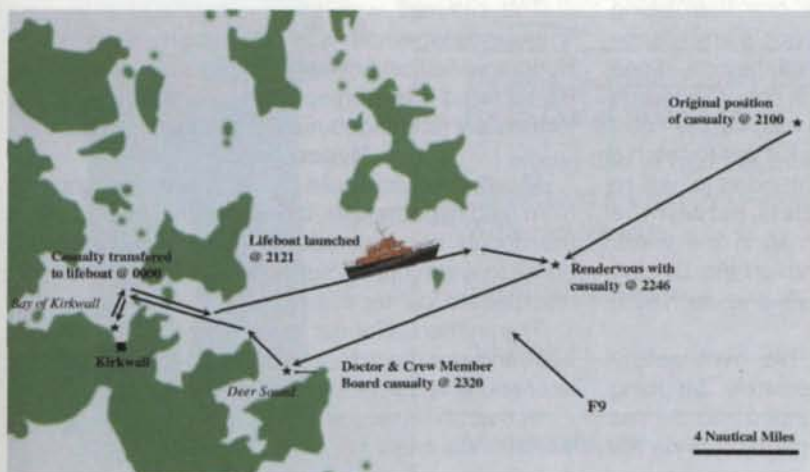 Original position
of casualty @ 2100
Lifeboat launched
@ 2121
Casualty transfered
to lifeboat @ 0000
Rendervous with
casualty @ 2246
Bay of Kirkwall
Kirkwall
Doctor & Crew Member
Board casualty @ 2320
Deer Sound
F9
4 Nautical Miles